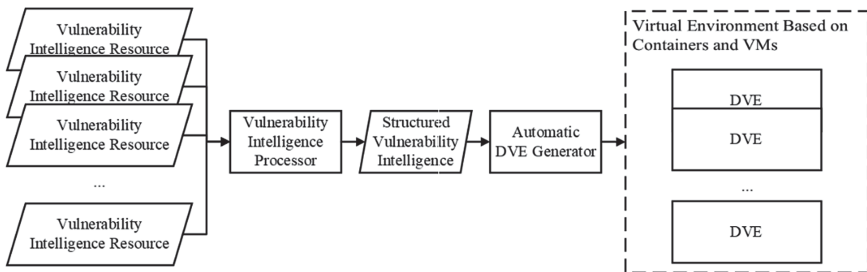 Vulnerability
Intelligence Resource
Vulnerability
Intelligence Resource
Vulnerability
Intelligence Resource
...
Vulnerability
Intelligence Resource
Vulnerability
Intelligence
Processor
Structured
Vulnerability
Intelligence
Automatic
DVE Generator
Virtual Environment Based on
Containers and VMs
DVE
DVE
...
DVE